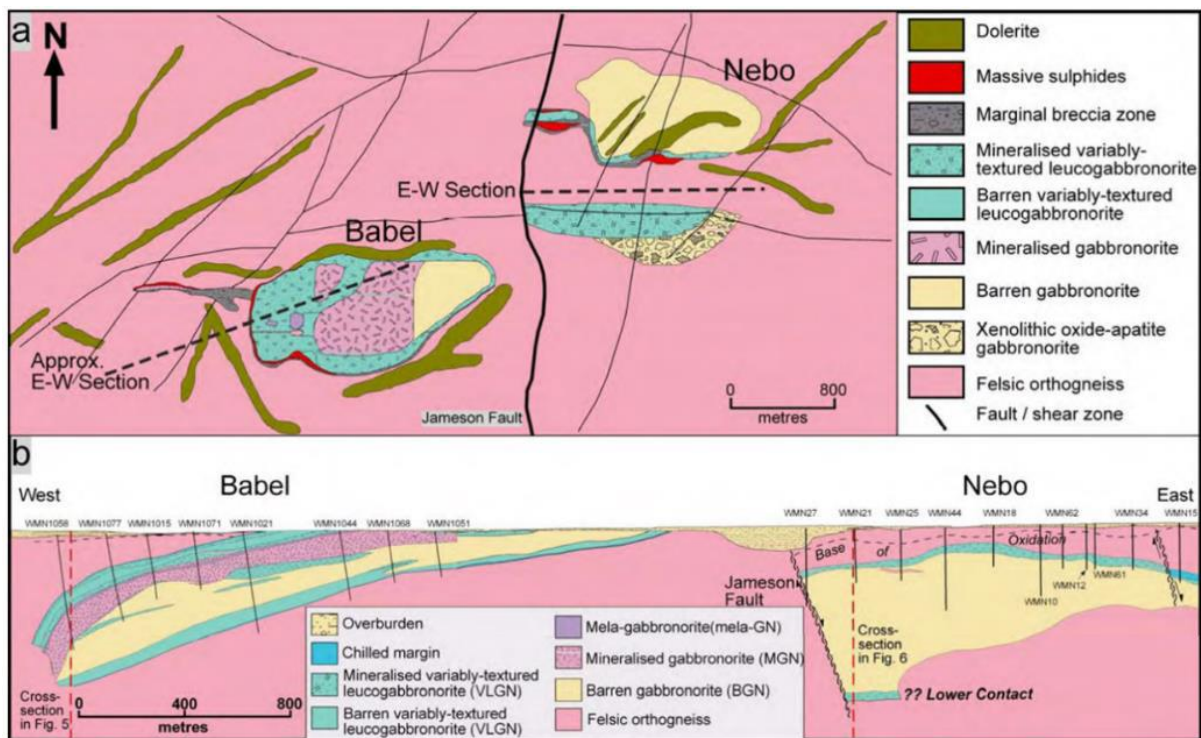 a
N
Nebo
E-W Section
Babel
Approx.
E-W Section
Jameson Fault
0 800
metres
Dolerite
Massive sulphides
Marginal breccia zone
Mineralised variably-
textured leucogabbronorite
Barren variably-textured
leucogabbronorite
Mineralised gabbronorite
Barren gabbronorite
Xenolithic oxide-apatite
gabbronorite
Felsic orthogneiss
Fault / shear zone
b
West
Babel
Nebo
East
WMN1058 WMN1077 WMN1015 WMN1071 WMN1021 WMN1044 WMN1068 WMN1051 WMN27 WMN21 WMN25 WMN44 WMN18 WMN62 WMN34 WMN15
Base of Oxidation
WMN12
WMN61
WMN10
Jameson
Fault
Cross-
section
in Fig. 6
?? Lower Contact
Cross-
section
in Fig. 5
0 400 800
metres
Overburden
Chilled margin
Mineralised variably-textured
leucogabbronorite (VLGN)
Barren variably-textured
leucogabbronorite (VLGN)
Mela-gabbronorite(mela-GN)
Mineralised gabbronorite (MGN)
Barren gabbronorite (BGN)
Felsic orthogneiss